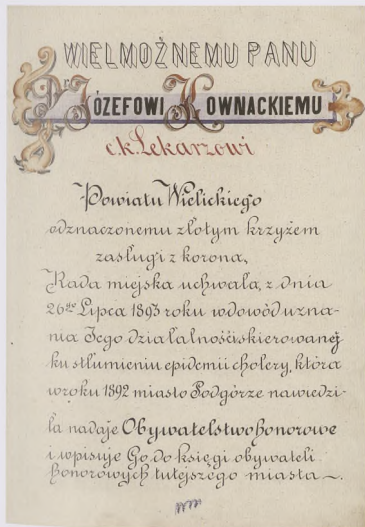 WIELMOŻNEMU PANU
Dr JÓZEFOWI KOWNACKIEMU
c.k. Lekarzowi
Powiatu Wielickiego
odznaczonemu złotym krzyżem
zasługi z korona,
Rada miejska uchwałą, z dnia
26go Lipca 1893 roku w dowód uzna-
nia Jego działalności skierowanej
ku stłumieniu epidemii cholery, która
w roku 1892 miasto Podgórze nawiedzi-
ła nadaje Obywatelstwo honorowe
i wpisuje Go do księgi obywateli
honorowych tutejszego miasta